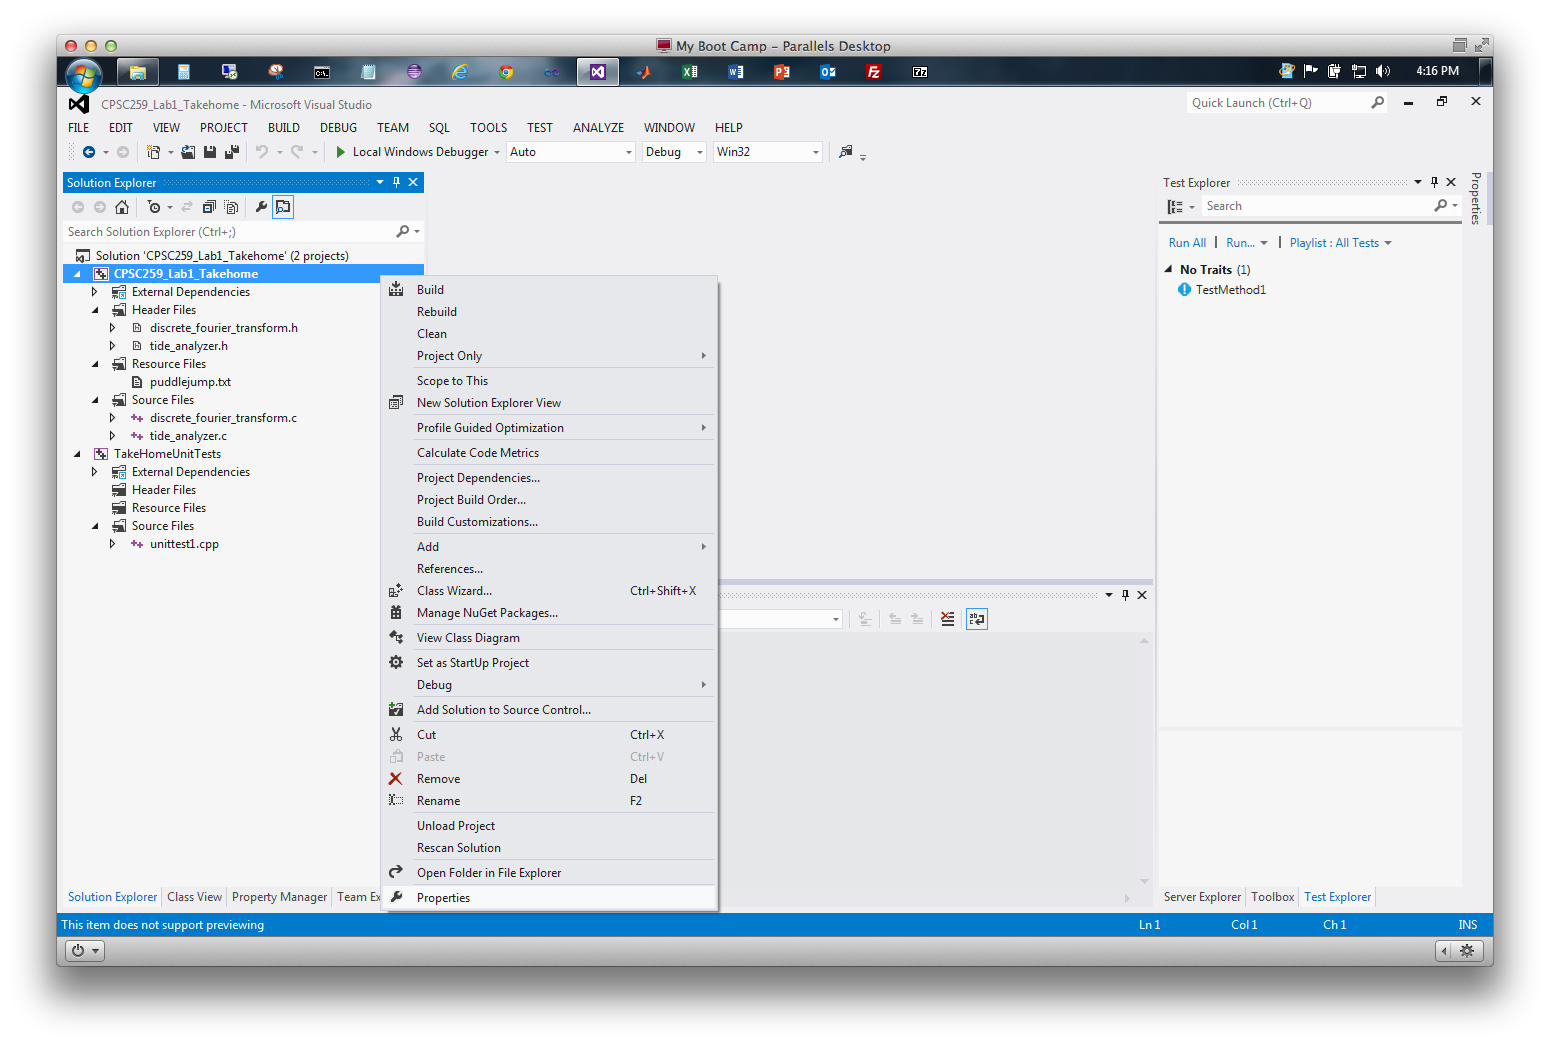 My Boot Camp – Parallels Desktop
4:16 PM
CPSC259_Lab1_Takehome - Microsoft Visual Studio
Quick Launch (Ctrl+Q)
FILE EDIT VIEW PROJECT BUILD DEBUG TEAM SQL TOOLS TEST ANALYZE WINDOW HELP
Local Windows Debugger Auto Debug Win32
Solution Explorer
Search Solution Explorer (Ctrl+;)
Solution 'CPSC259_Lab1_Takehome' (2 projects)
CPSC259_Lab1_Takehome
External Dependencies
Header Files
discrete_fourier_transform.h
tide_analyzer.h
Resource Files
puddlejump.txt
Source Files
discrete_fourier_transform.c
tide_analyzer.c
TakeHomeUnitTests
External Dependencies
Header Files
Resource Files
Source Files
unittest1.cpp
Solution Explorer Class View Property Manager Team Ex
Build
Rebuild
Clean
Project Only
Scope to This
New Solution Explorer View
Profile Guided Optimization
Calculate Code Metrics
Project Dependencies...
Project Build Order...
Build Customizations...
Add
References...
Class Wizard... Ctrl+Shift+X
Manage NuGet Packages...
View Class Diagram
Set as StartUp Project
Debug
Add Solution to Source Control...
Cut Ctrl+X
Paste Ctrl+V
Remove Del
Rename F2
Unload Project
Rescan Solution
Open Folder in File Explorer
Properties
Test Explorer
Search
Run All Run... Playlist : All Tests
No Traits (1)
TestMethod1
Server Explorer Toolbox Test Explorer
Properties
This item does not support previewing Ln 1 Col 1 Ch 1 INS